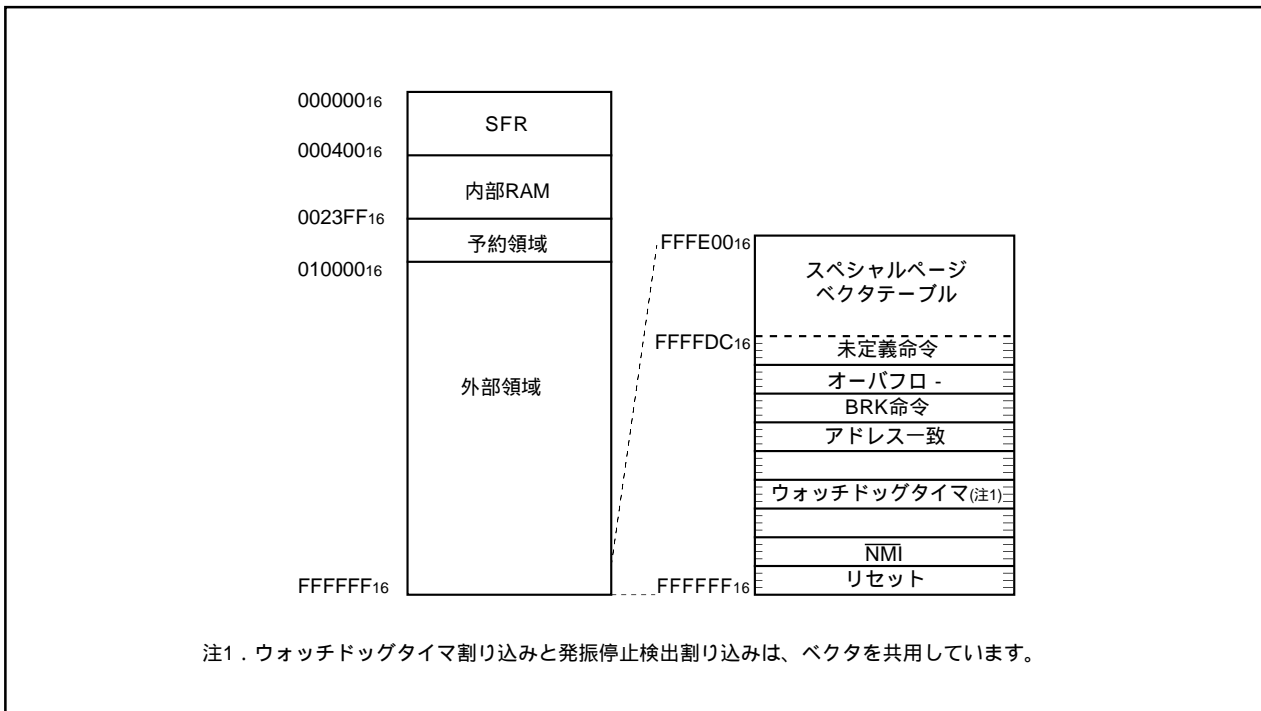 00000016
SFR
00040016
内部RAM
0023FF16
予約領域
01000016
外部領域
FFFFFF16
FFFE0016
スペシャルページ
ベクタテーブル
FFFFDC16
未定義命令
オーバフロ -
BRK命令
アドレス一致
ウォッチドッグタイマ(注1)
NMI
リセット
FFFFFF16
注1．ウォッチドッグタイマ割り込みと発振停止検出割り込みは、ベクタを共用しています。